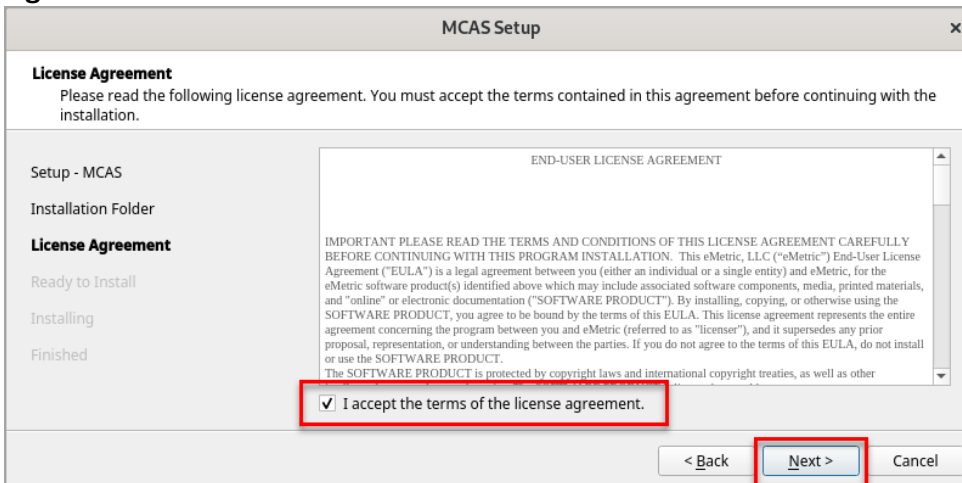 MCAS Setup
License Agreement
Please read the following license agreement. You must accept the terms contained in this agreement before continuing with the
installation.
Setup - MCAS
Installation Folder
License Agreement
Ready to Install
Installing
Finished
END-USER LICENSE AGREEMENT
IMPORTANT PLEASE READ THE TERMS AND CONDITIONS OF THIS LICENSE AGREEMENT CAREFULLY
BEFORE CONTINUING WITH THIS PROGRAM INSTALLATION. This eMetric, LLC (“eMetric”) End-User License
Agreement ("EULA") is a legal agreement between you (either an individual or a single entity) and eMetric, for the
eMetric software product(s) identified above which may include associated software components, media, printed materials,
and "online" or electronic documentation ("SOFTWARE PRODUCT"). By installing, copying, or otherwise using the
SOFTWARE PRODUCT, you agree to be bound by the terms of this EULA. This license agreement represents the entire
agreement concerning the program between you and eMetric (referred to as "licenser"), and it supersedes any prior
proposal, representation, or understanding between the parties. If you do not agree to the terms of this EULA, do not install
or use the SOFTWARE PRODUCT.
The SOFTWARE PRODUCT is protected by copyright laws and international copyright treaties, as well as other
I accept the terms of the license agreement.
< Back
Next >
Cancel